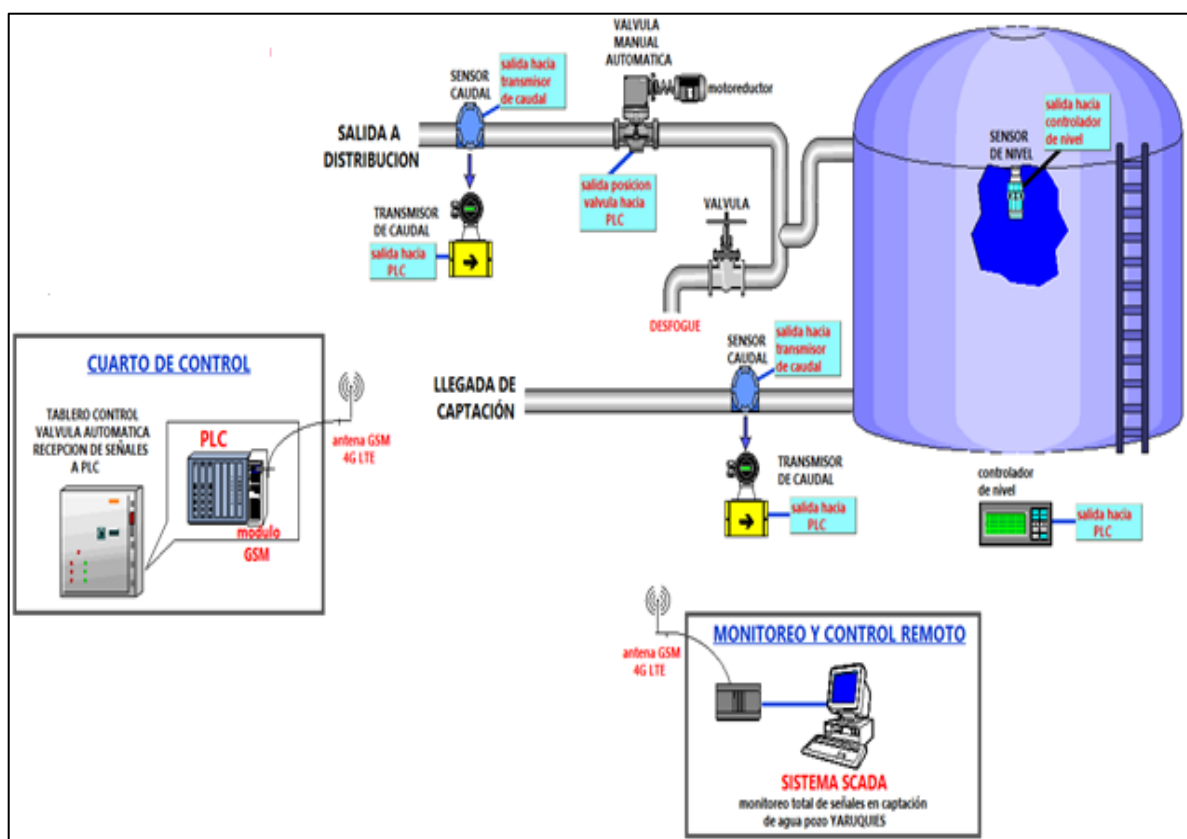 VALVULA
MANUAL
AUTOMATICA
motoreductor
SENSOR
CAUDAL
salida hacia
transmisor
de caudal
SALIDA A
DISTRIBUCION
salida posicion
valvula hacia
PLC
TRANSMISOR
DE CAUDAL
salida hacia
PLC
VALVULA
DESFOGUE
salida hacia
controlador
de nivel
SENSOR
DE NIVEL
SENSOR
CAUDAL
salida hacia
transmisor
de caudal
LLEGADA DE
CAPTACIÓN
TRANSMISOR
DE CAUDAL
salida hacia
PLC
controlador
de nivel
salida hacia
PLC
CUARTO DE CONTROL
TABLERO CONTROL
VALVULA AUTOMATICA
RECEPCION DE SEÑALES
A PLC
PLC
modulo
GSM
antena GSM
4G LTE
antena GSM
4G LTE
MONITOREO Y CONTROL REMOTO
SISTEMA SCADA
monitoreo total de señales en captación
de agua pozo YARUQUIES